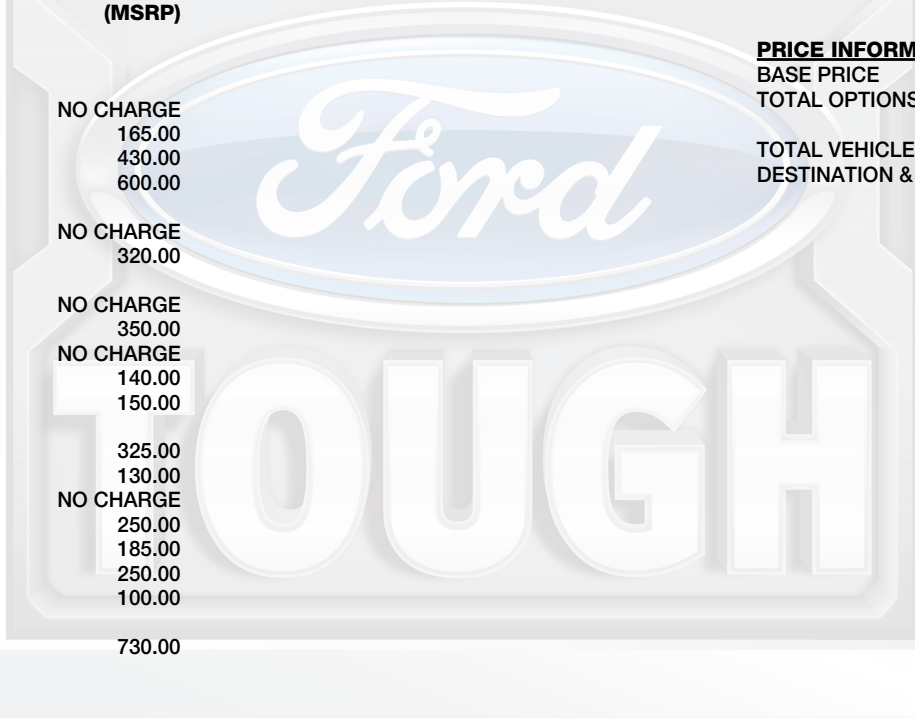 (MSRP)
NO CHARGE
165.00
430.00
600.00
NO CHARGE
320.00
NO CHARGE
350.00
NO CHARGE
140.00
150.00
325.00
130.00
NO CHARGE
250.00
185.00
250.00
100.00
730.00
PRICE INFORM
BASE PRICE
TOTAL OPTIONS
TOTAL VEHICLE
DESTINATION &
Ford
TOUGH